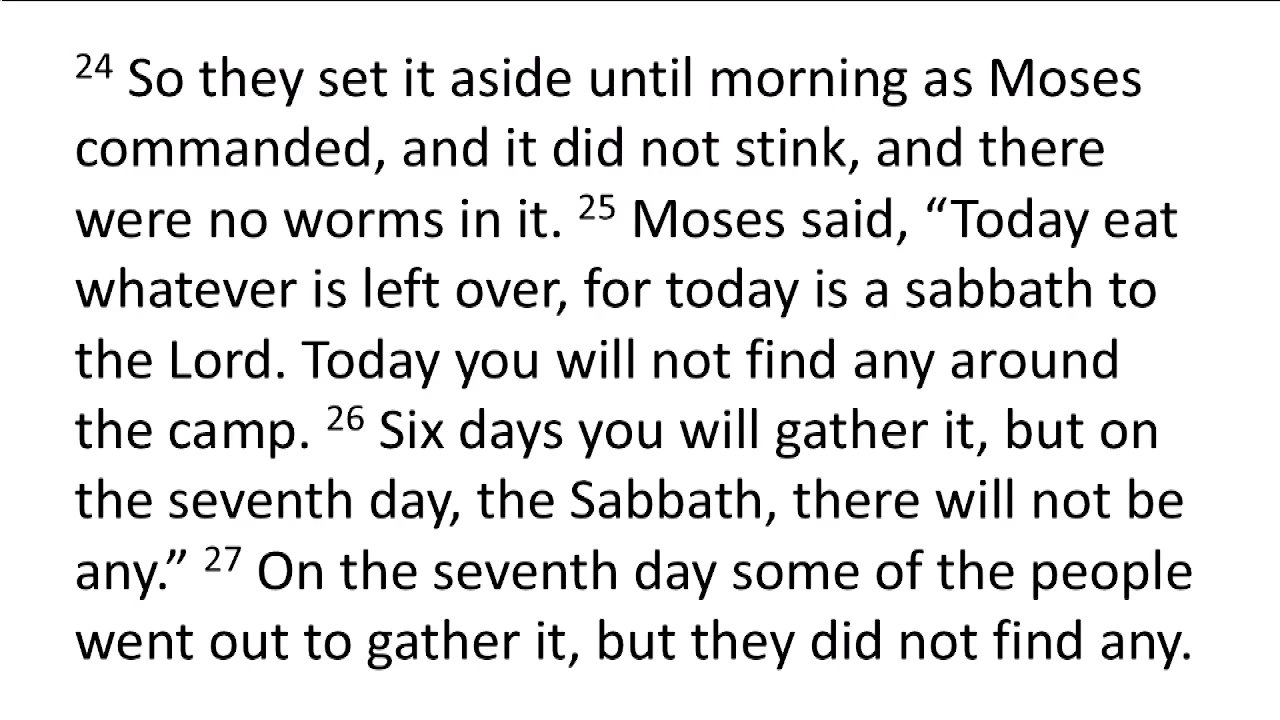 24 So they set it aside until morning as Moses
commanded, and it did not stink, and there
were no worms in it. 25 Moses said, “Today eat
whatever is left over, for today is a sabbath to
the Lord. Today you will not find any around
the camp. 26 Six days you will gather it, but on
the seventh day, the Sabbath, there will not be
any.” 27 On the seventh day some of the people
went out to gather it, but they did not find any.